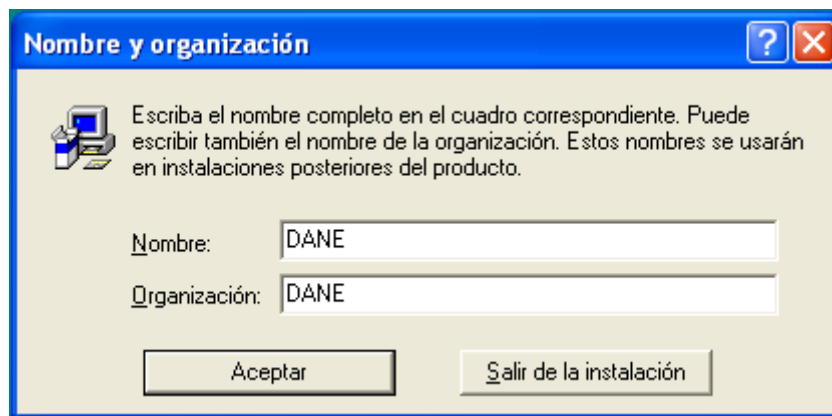 Nombre y organización
Escriba el nombre completo en el cuadro correspondiente. Puede
escribir también el nombre de la organización. Estos nombres se usarán
en instalaciones posteriores del producto.
Nombre: DANE
Organización: DANE
Aceptar Salir de la instalación